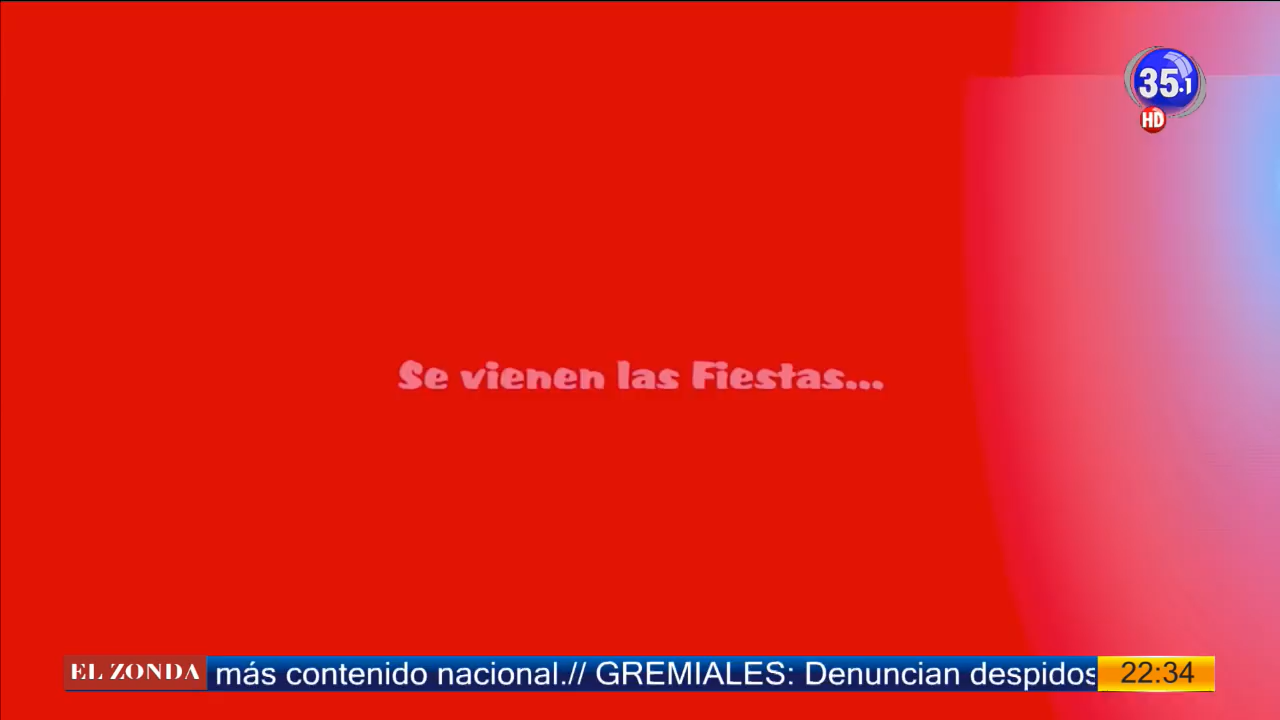 35.1
HD
Se vienen las Fiestas...
EL ZONDA más contenido nacional.// GREMIALES: Denuncian despidos 22:34